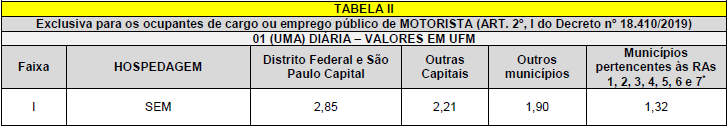 TABELA II
Exclusiva para os ocupantes de cargo ou emprego público de MOTORISTA (ART. 2º, I do Decreto nº 18.410/2019)
01 (UMA) DIÁRIA – VALORES EM UFM
Faixa HOSPEDAGEM Distrito Federal e São Paulo Capital Outras Capitais Outros municípios Municípios pertencentes às RAs 1, 2, 3, 4, 5, 6 e 7*
I SEM 2,85 2,21 1,90 1,32